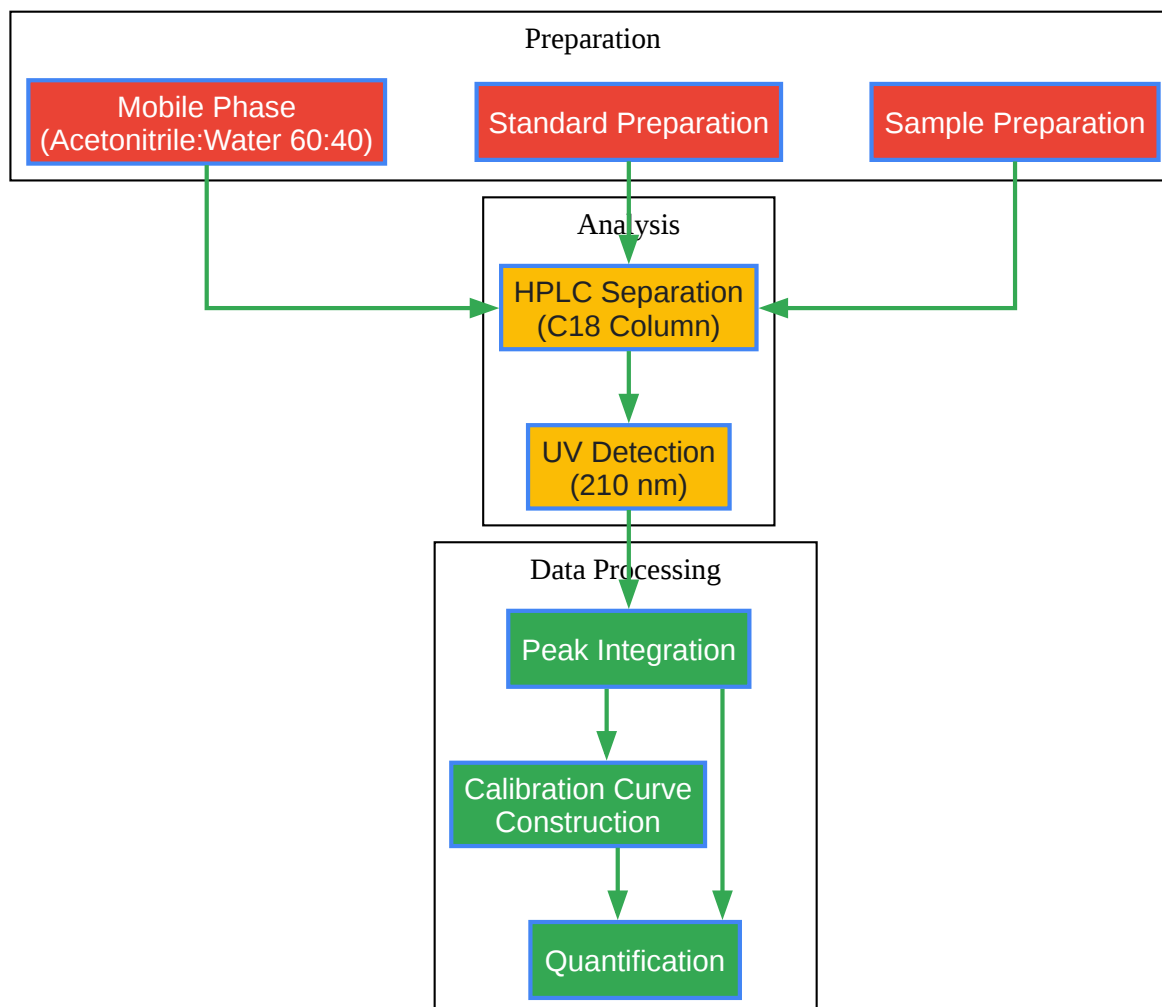 Preparation
Mobile Phase
(Acetonitrile:Water 60:40)
Standard Preparation
Sample Preparation
Analysis
HPLC Separation
(C18 Column)
UV Detection
(210 nm)
Data Processing
Peak Integration
Calibration Curve
Construction
Quantification